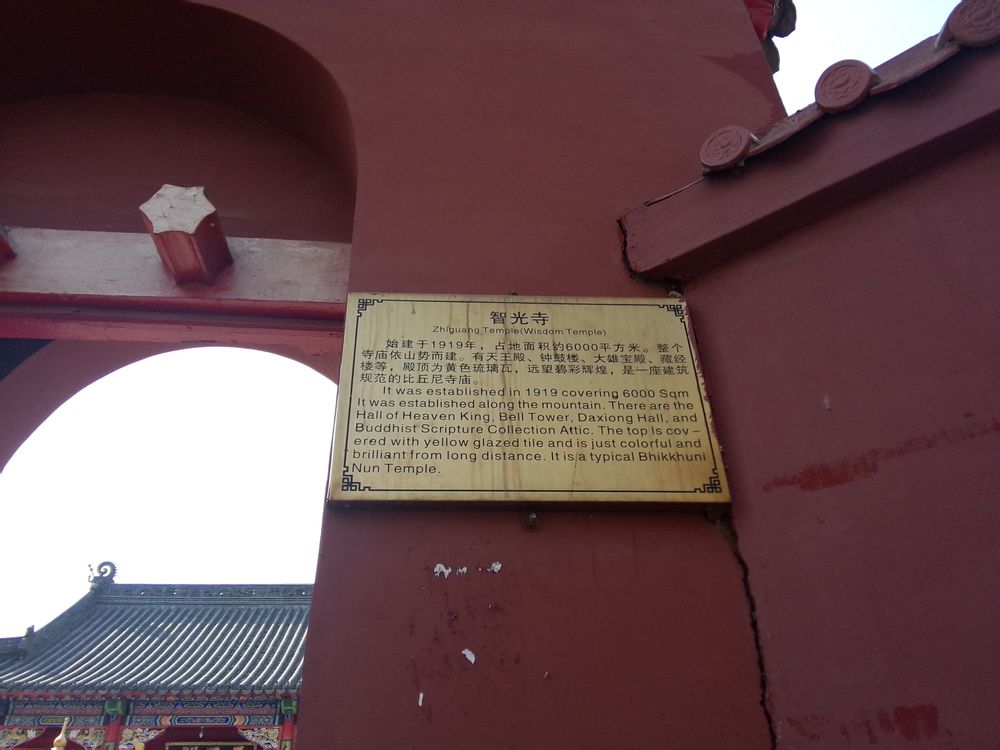 智光寺
Zhiguang Temple(Wisdom Temple)
始建于1919年，占地面积约6000平方米。整个
寺庙依山势而建。有天王殿、钟鼓楼、大雄宝殿、藏经
楼等，殿顶为黄色琉璃瓦，远望碧彩辉煌，是一座建筑
规范的比丘尼寺庙。
It was established in 1919 covering 6000 Sqm
It was established along the mountain. There are the
Hall of Heaven King, Bell Tower, Daxiong Hall, and
Buddhist Scripture Collection Attic. The top Is cov –
ered with yellow glazed tile and is just colorful and
brilliant from long distance. It is a typical Bhikkhuni
Nun Temple.